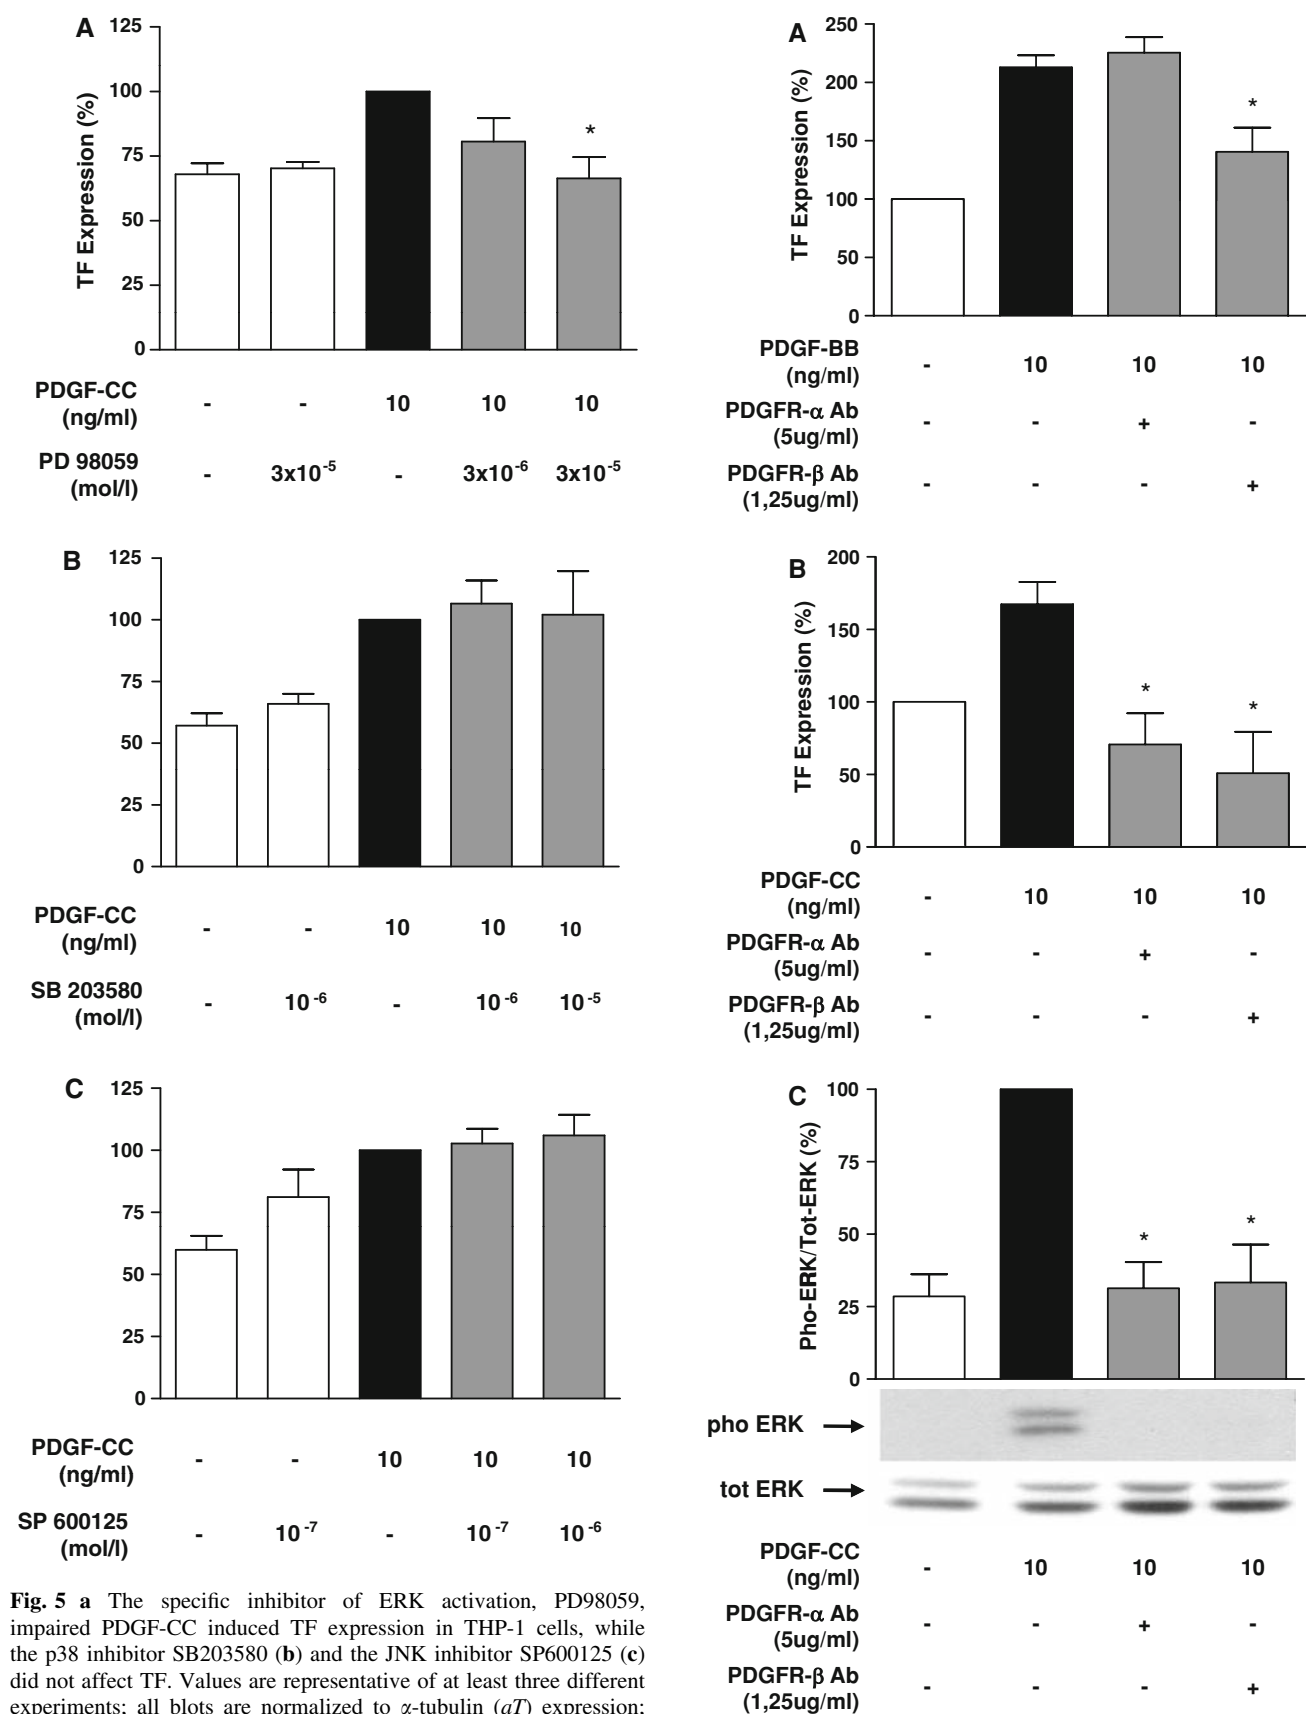 A
125
100
75
50
25
0
TF Expression (%)
*
PDGF-CC
(ng/ml)
- - 10 10 10
PD 98059
(mol/l)
- 3x10-5 - 3x10-6 3x10-5
B
125
100
75
50
25
0
PDGF-CC
(ng/ml)
- - 10 10 10
SB 203580
(mol/l)
- 10-6 - 10-6 10-5
C
125
100
75
50
25
0
PDGF-CC
(ng/ml)
- - 10 10 10
SP 600125
(mol/l)
- 10-7 - 10-7 10-6
Fig. 5 a The specific inhibitor of ERK activation, PD98059,
impaired PDGF-CC induced TF expression in THP-1 cells, while
the p38 inhibitor SB203580 (b) and the JNK inhibitor SP600125 (c)
did not affect TF. Values are representative of at least three different
experiments; all blots are normalized to α-tubulin (aT) expression;
A
250
200
150
100
50
0
TF Expression (%)
*
PDGF-BB
(ng/ml)
- 10 10 10
PDGFR-α Ab
(5ug/ml)
- - + -
PDGFR-β Ab
(1,25ug/ml)
- - - +
B
200
150
100
50
0
TF Expression (%)
* *
PDGF-CC
(ng/ml)
- 10 10 10
PDGFR-α Ab
(5ug/ml)
- - + -
PDGFR-β Ab
(1,25ug/ml)
- - - +
C
100
75
50
25
0
Pho-ERK/Tot-ERK (%)
* *
pho ERK
tot ERK
PDGF-CC
(ng/ml)
- 10 10 10
PDGFR-α Ab
(5ug/ml)
- - + -
PDGFR-β Ab
(1,25ug/ml)
- - - +